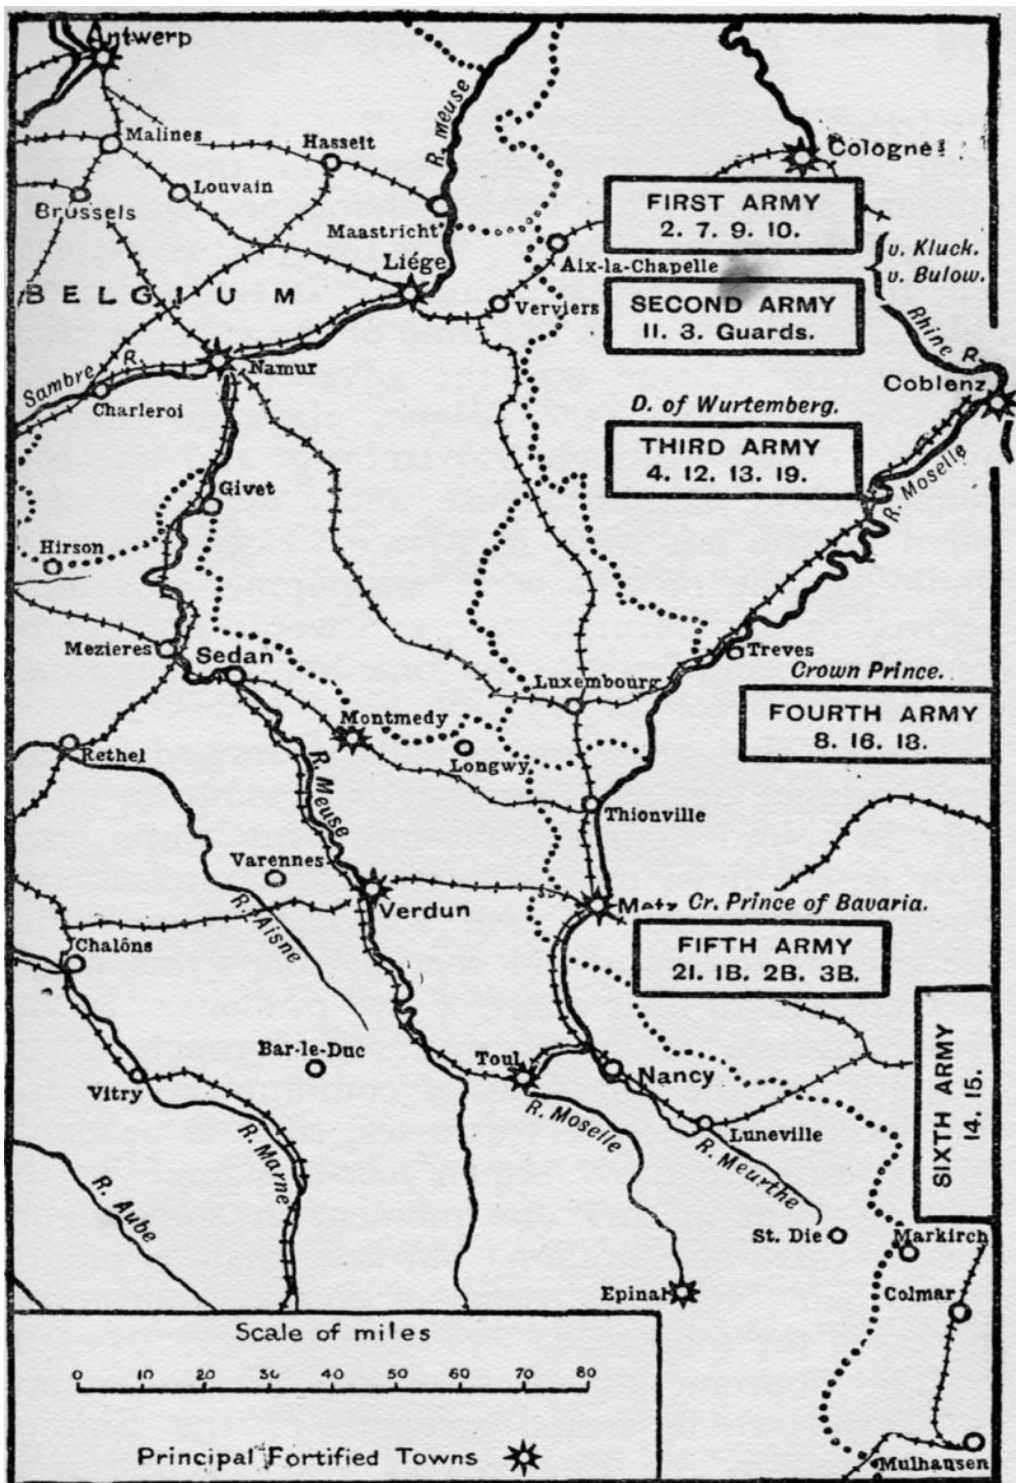 Antwerp
Malines
Hasselt
R. Meuse
Cologne
Brussels
Louvain
Maastricht
FIRST ARMY
2. 7. 9. 10.
Liége
Aix-la-Chapelle
v. Kluck.
v. Bulow.
BELGIUM
Verviers
SECOND ARMY
11. 3. Guards.
Rhine R.
Sambre R.
Namur
Coblenz
Charleroi
D. of Wurtemberg.
THIRD ARMY
4. 12. 13. 19.
R. Moselle
Givet
Hirson
Mezieres
Sedan
Treves
Luxembourg
Crown Prince.
FOURTH ARMY
8. 16. 18.
Montmedy
Longwy
Rethel
R. Meuse
Thionville
Varennes
Verdun
R. Aisne
Metz
Cr. Prince of Bavaria.
FIFTH ARMY
21. 1B. 2B. 3B.
Chalôns
SIXTH ARMY
14. 15.
Bar-le-Duc
Toul
Nancy
Vitry
R. Moselle
Luneville
R. Marne
R. Meurthe
R. Aube
St. Die
Markirch
Epinal
Colmar
Scale of miles
0 10 20 30 40 50 60 70 80
Principal Fortified Towns
Mulhausen